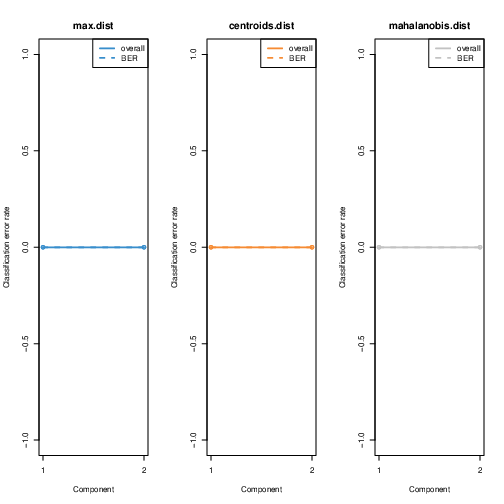 max.dist
overall
BER
1.0
0.5
0.0
−0.5
−1.0
Classification error rate
1
2
Component
centroids.dist
overall
BER
1.0
0.5
0.0
−0.5
−1.0
Classification error rate
1
2
Component
mahalanobis.dist
overall
BER
1.0
0.5
0.0
−0.5
−1.0
Classification error rate
1
2
Component